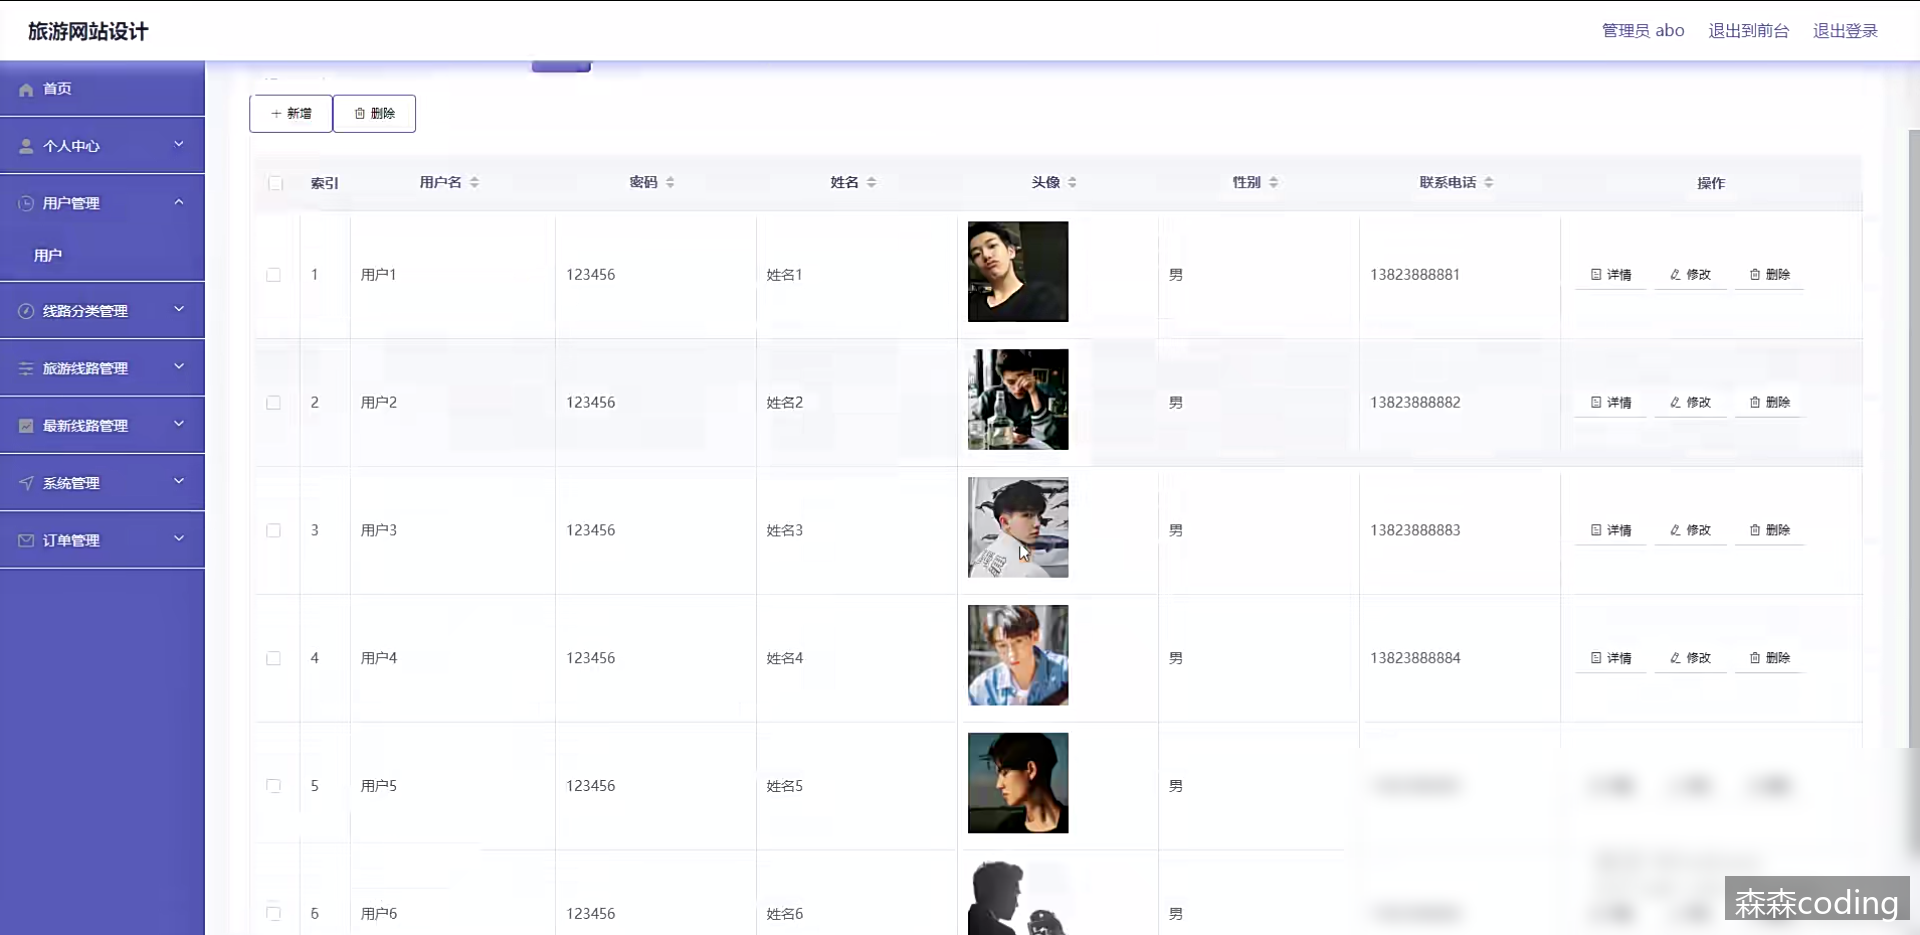 旅游网站设计
管理员 abo 退出到前台 退出登录
首页
个人中心
用户管理
用户
线路分类管理
旅游线路管理
最新线路管理
系统管理
订单管理
新增 删除
索引 用户名 密码 姓名 头像 性别 联系电话 操作
1 用户1 123456 姓名1 男 13823888881 详情 修改 删除
2 用户2 123456 姓名2 男 13823888882 详情 修改 删除
3 用户3 123456 姓名3 男 13823888883 详情 修改 删除
4 用户4 123456 姓名4 男 13823888884 详情 修改 删除
5 用户5 123456 姓名5 男
6 用户6 123456 姓名6 男
森森coding